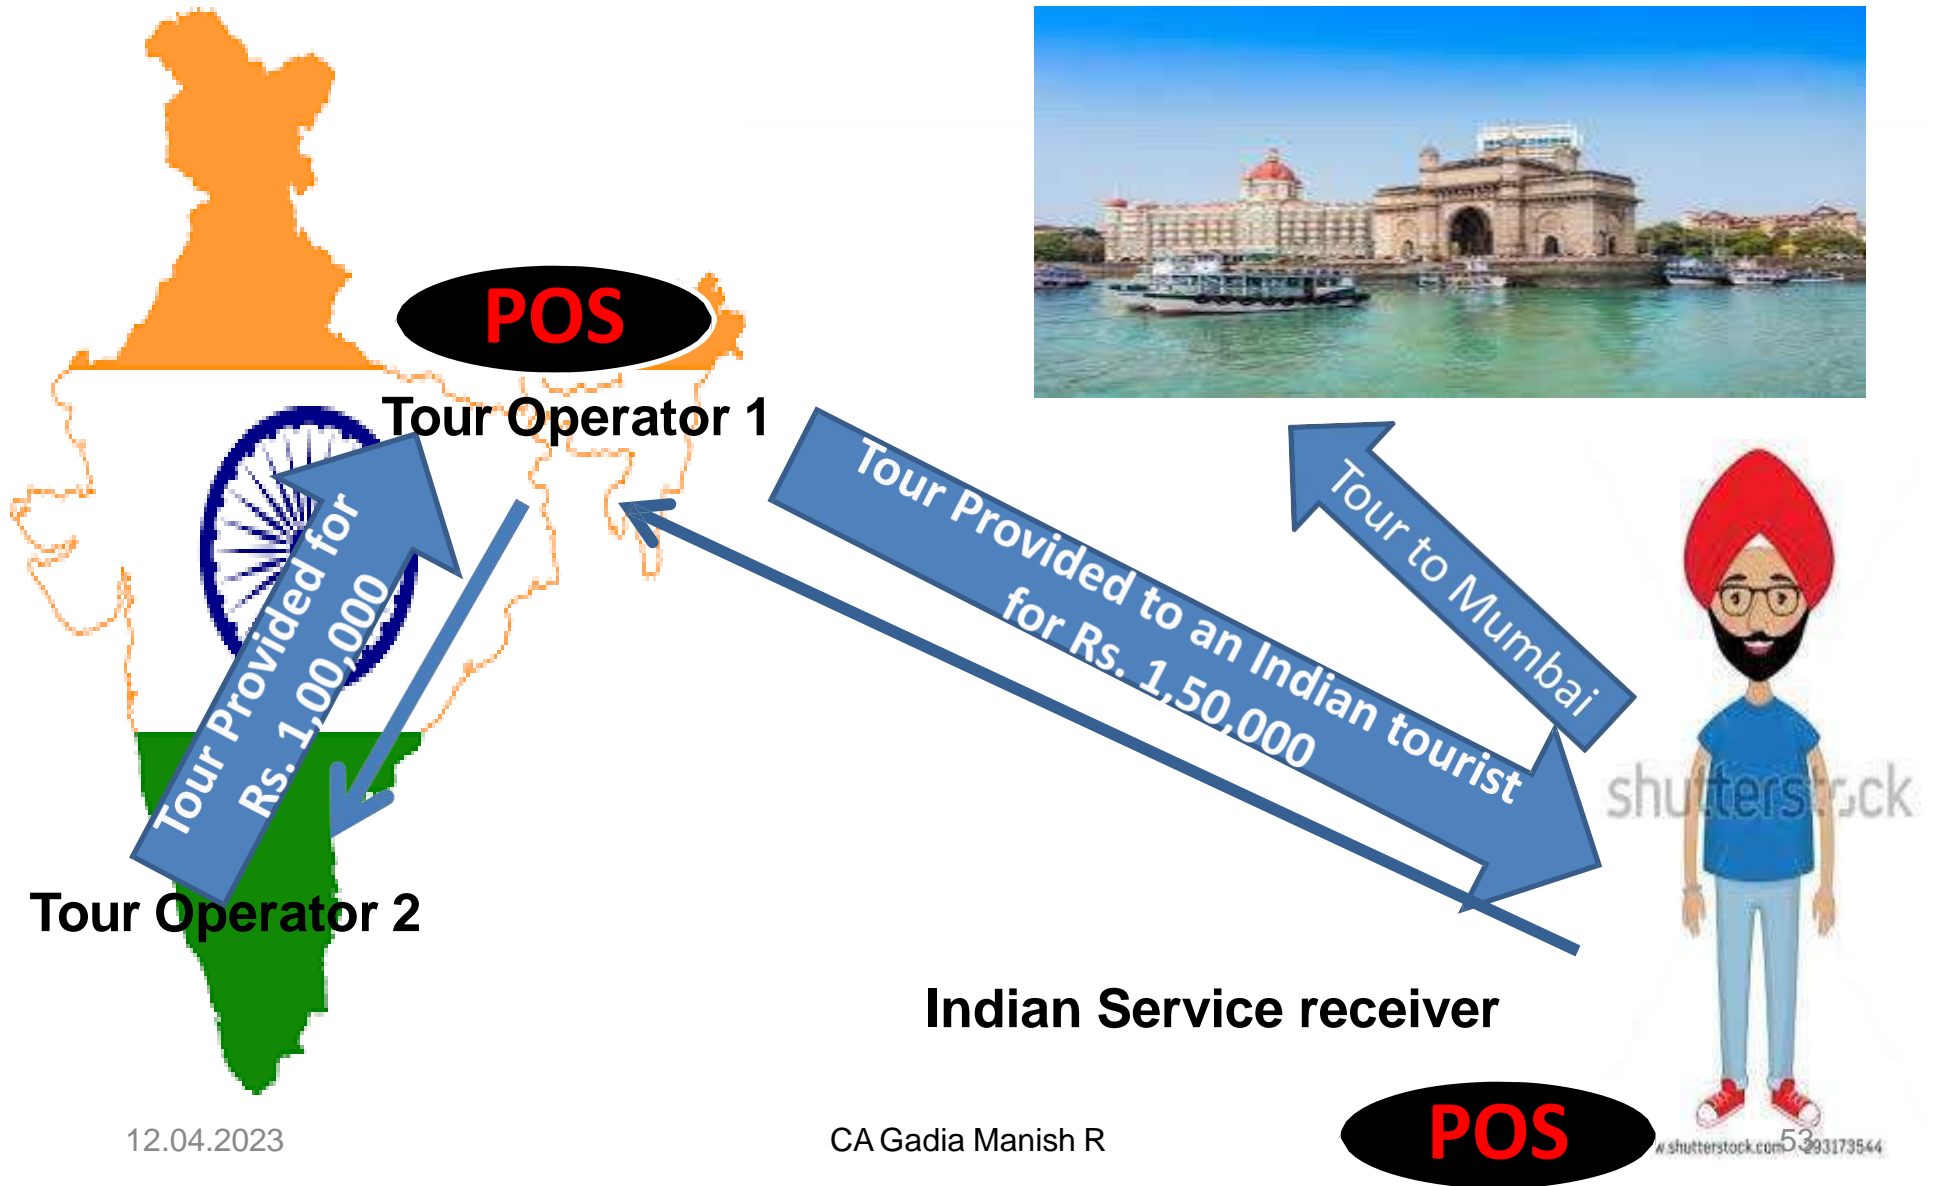 POS
Tour Operator 1
Tour Provided for
Rs. 1,00,000
Tour Provided to an Indian tourist
for Rs. 1,50,000
Tour to Mumbai
shutterstock
Tour Operator 2
Indian Service receiver
POS
12.04.2023
CA Gadia Manish R
53